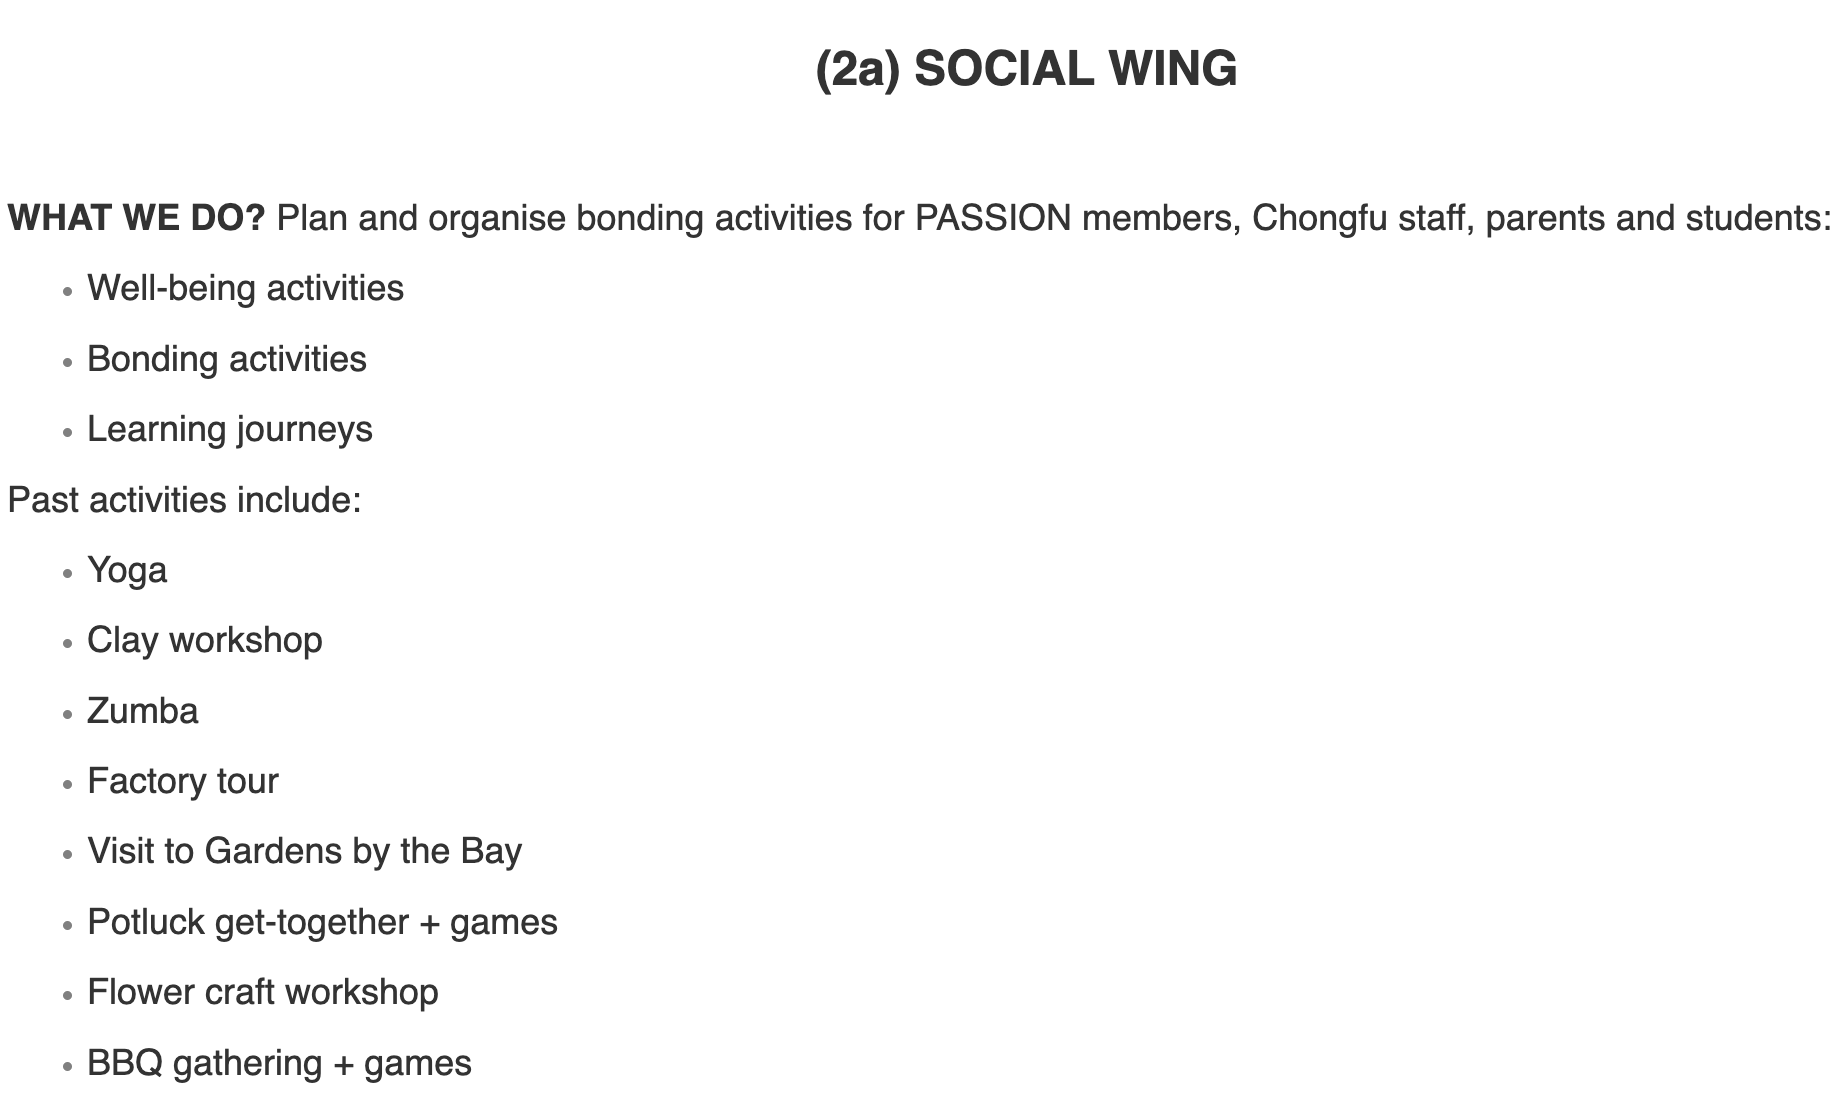 (2a) SOCIAL WING
WHAT WE DO? Plan and organise bonding activities for PASSION members, Chongfu staff, parents and students:
• Well-being activities
• Bonding activities
• Learning journeys
Past activities include:
• Yoga
• Clay workshop
• Zumba
• Factory tour
• Visit to Gardens by the Bay
• Potluck get-together + games
• Flower craft workshop
• BBQ gathering + games